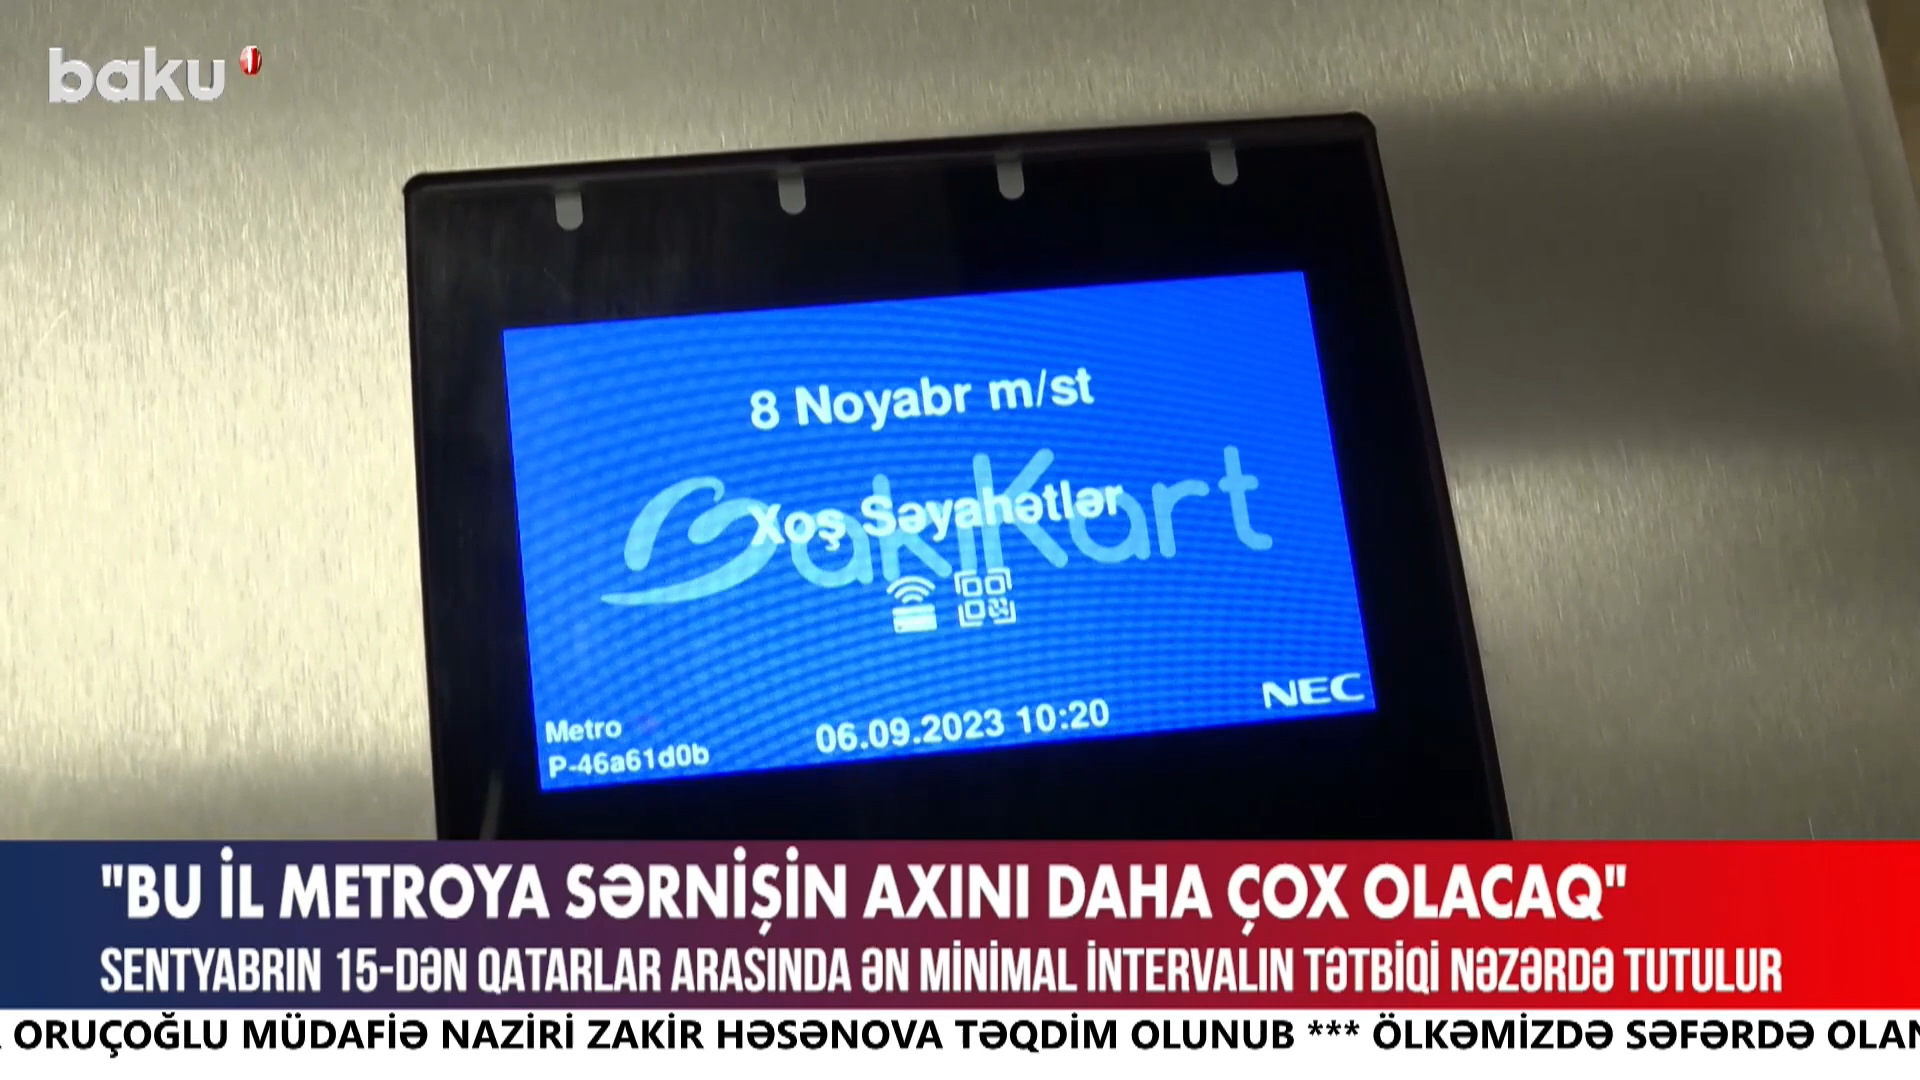 baku 1
8 Noyabr m/st
BakiKart
Xoş Səyahətlər
NEC
Metro
06.09.2023 10:20
P-46a61d0b
"BU İL METROYA SƏRNİŞİN AXINI DAHA ÇOX OLACAQ"
SENTYABRIN 15-DƏN QATARLAR ARASINDA ƏN MİNİMAL İNTERVALIN TƏTBİQİ NƏZƏRDƏ TUTULUR
ORUÇOĞLU MÜDAFİƏ NAZİRİ ZAKİR HƏSƏNOVA TƏQDİM OLUNUB *** ÖLKƏMİZDƏ SƏFƏRDƏ OLAN